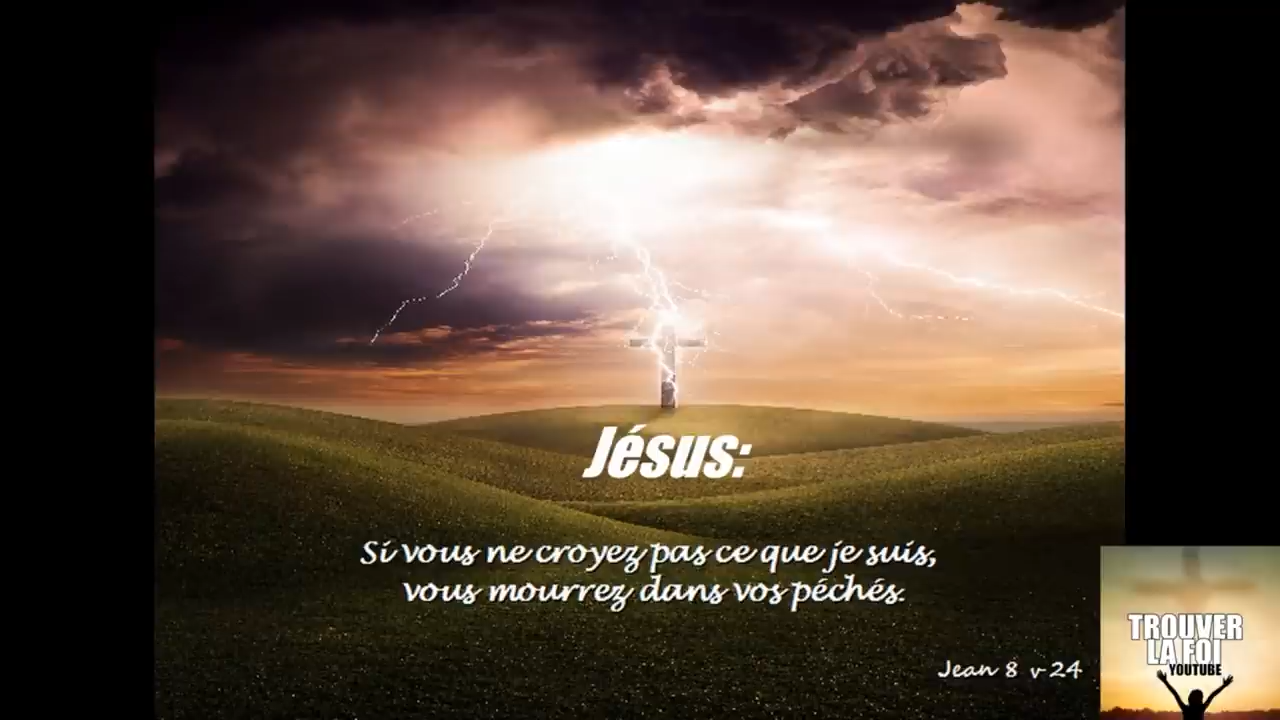 Jésus:
Si vous ne croyez pas ce que je suis,
vous mourrez dans vos péchés.
Jean 8 v 24
TROUVER
LA FOI
YOUTUBE